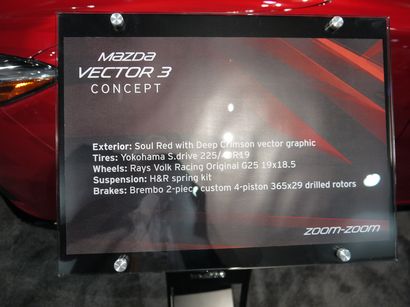 MAZDA
VECTOR 3
CONCEPT
Exterior: Soul Red with Deep Crimson vector graphic
Tires: Yokohama S.drive 225/40R19
Wheels: Rays Volk Racing Original G25 19x18.5
Suspension: H&R spring kit
Brakes: Brembo 2-piece custom 4-piston 365x29 drilled rotors
ZOOM-ZOOM